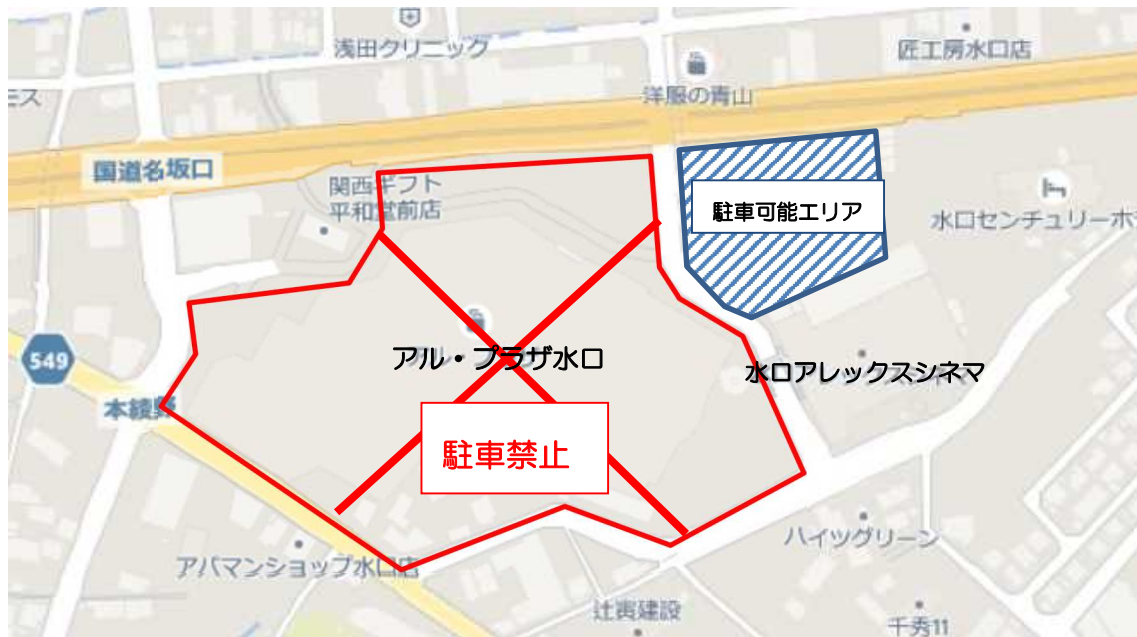 浅田クリニック
匠工房水口店
洋服の青山
国道名坂口
関西ギフト
平和堂前店
駐車可能エリア
水口センチュリーホ
549
アル・プラザ水口
水口アレックスシネマ
本綾野
駐車禁止
ハイツグリーン
アパマンショップ水口店
辻寅建設
千秀11